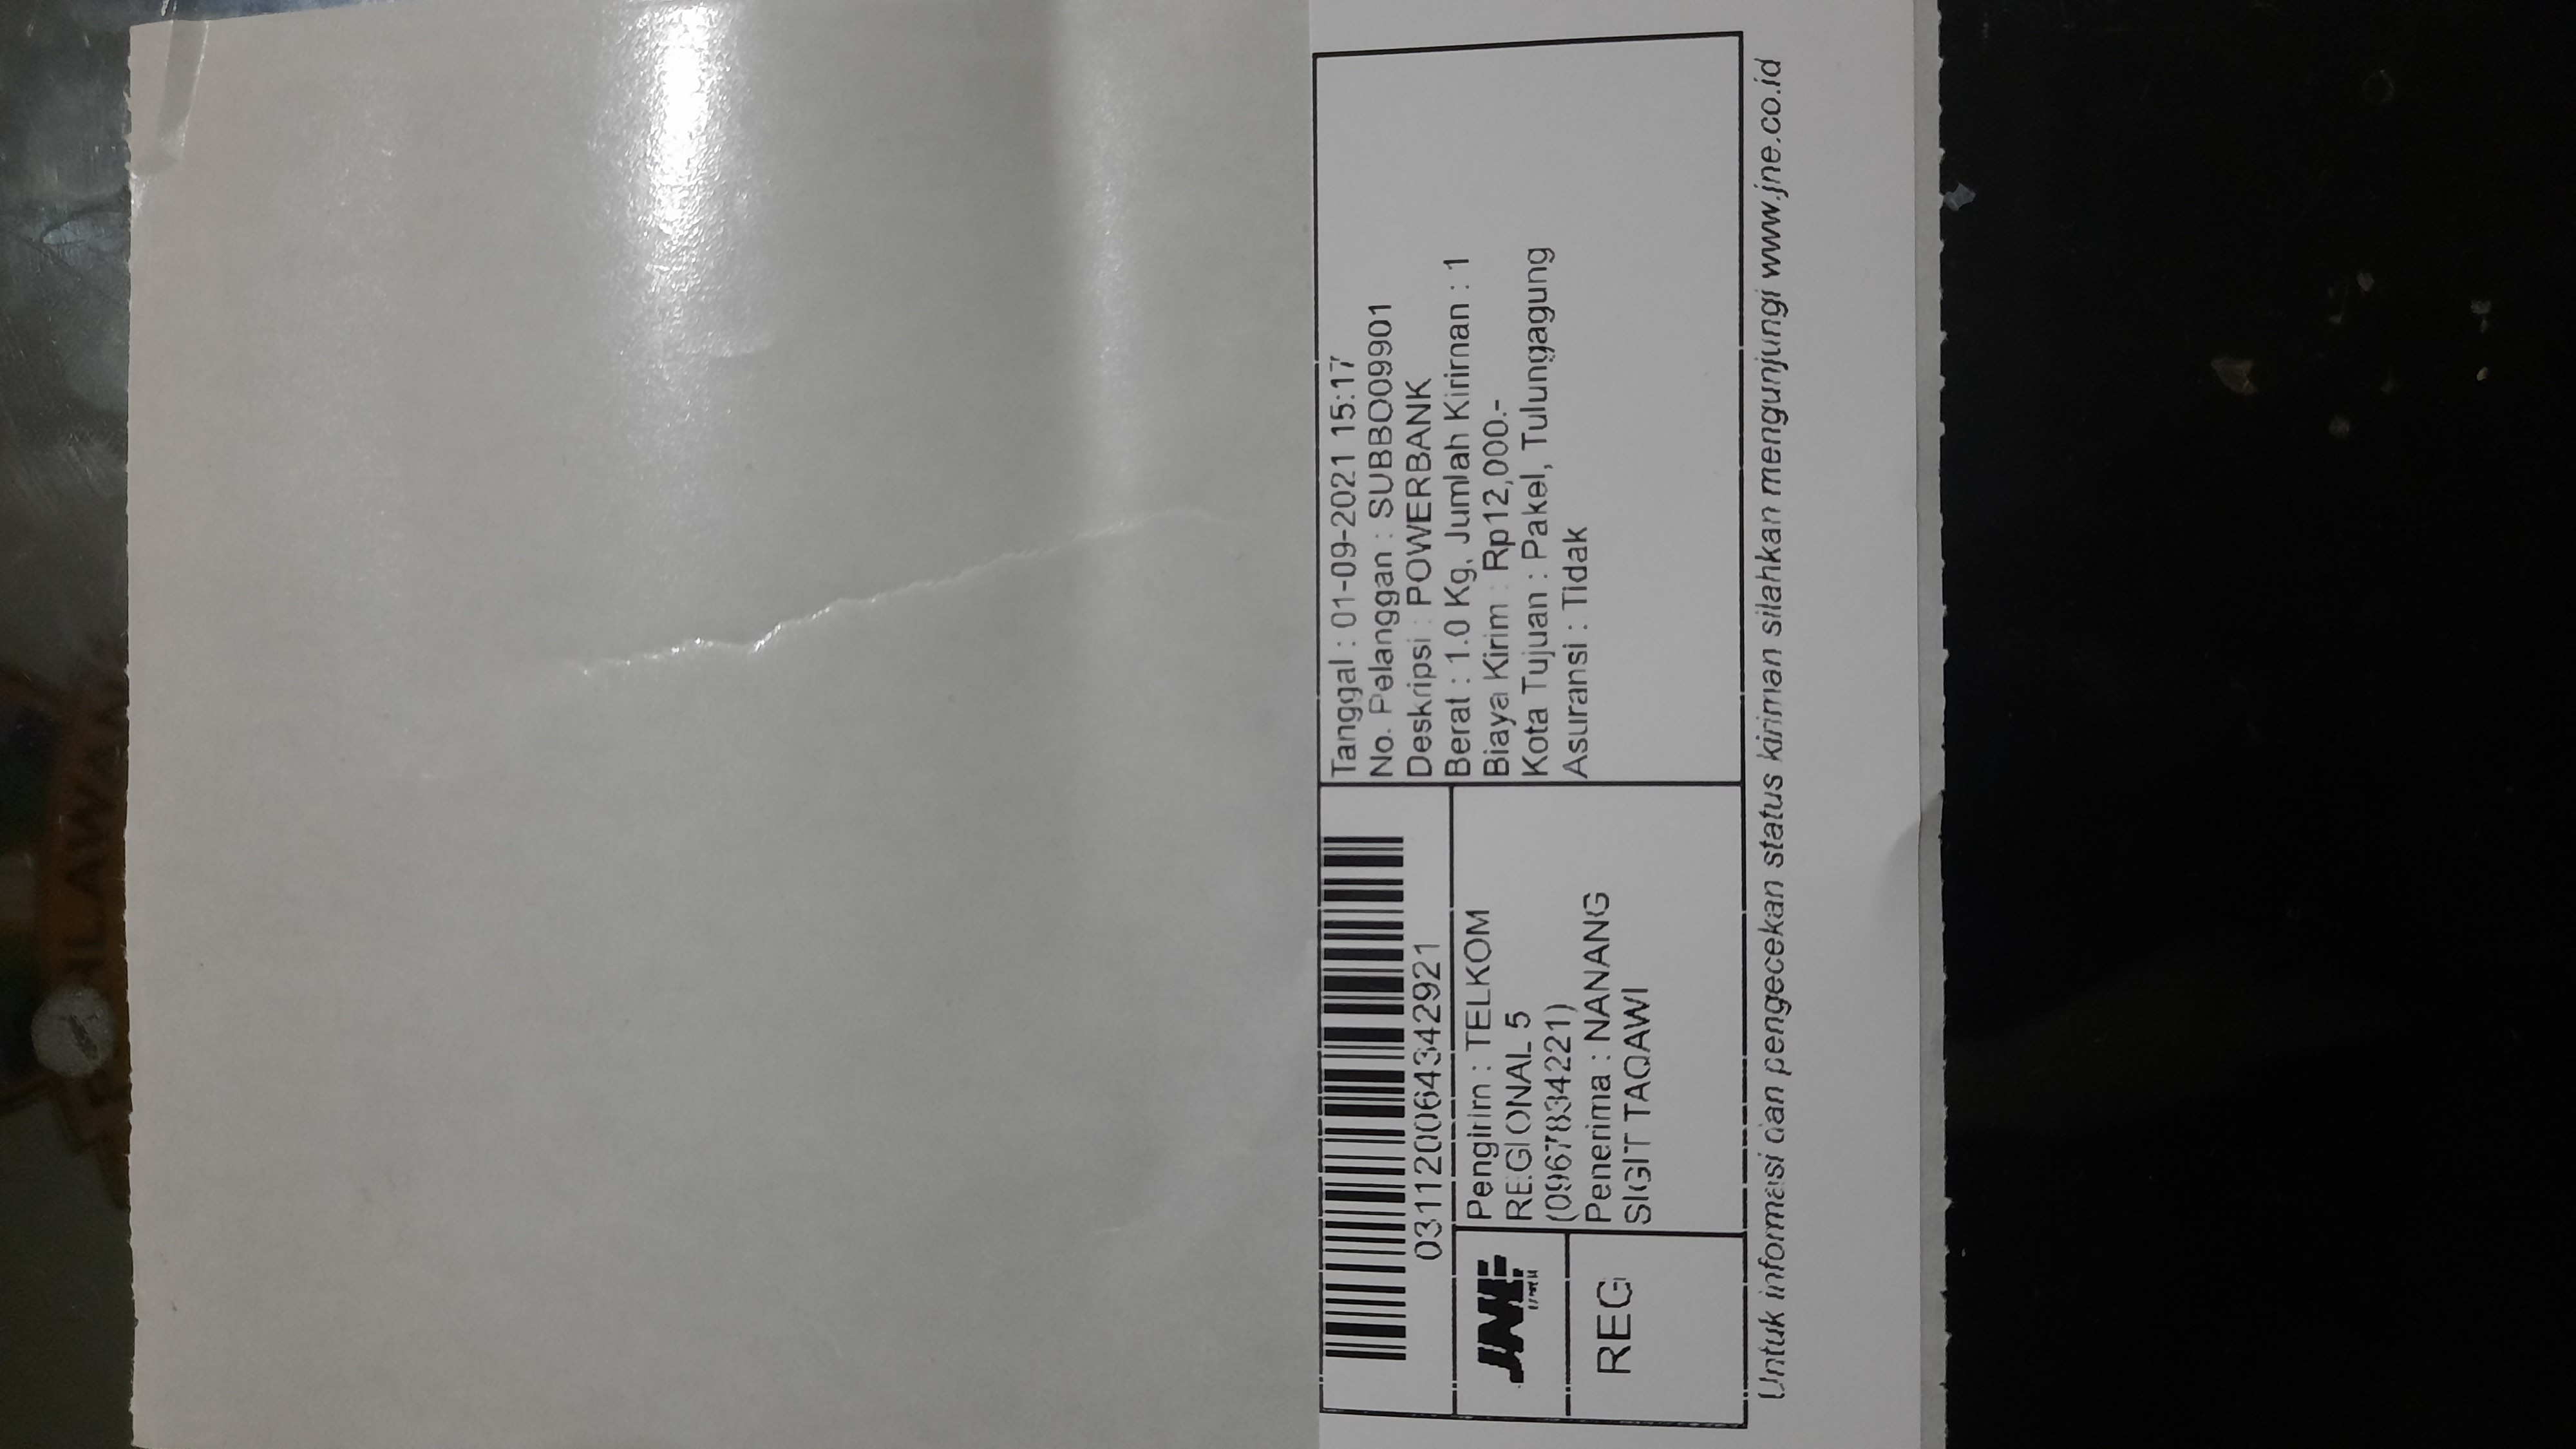 031120064342921
JNE
REG
Pengirim : TELKOM
REGIONAL 5
(0967834221)
Penerima : NANANG
SIGIT TAQAWI
Tanggal : 01-09-2021 15:17
No. Pelanggan : SUBBO09901
Deskripsi : POWERBANK
Berat : 1.0 Kg, Jumlah Kiriman : 1
Biaya Kirim : Rp12,000.-
Kota Tujuan : Pakel, Tulungagung
Asuransi : Tidak
Untuk informasi dan pengecekan status kiriman silahkan mengunjungi www.jne.co.id